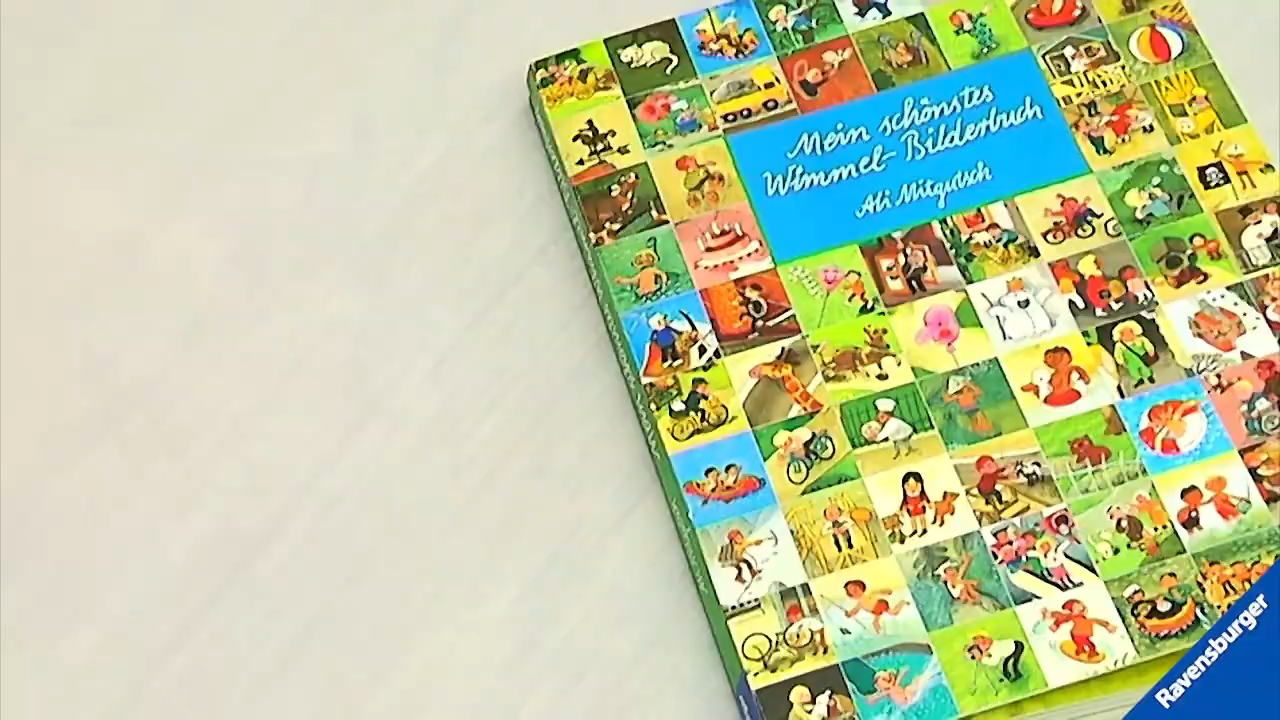 Mein schönstes
Wimmel-Bilderbuch
Ali Mitgutsch
Ravensburger